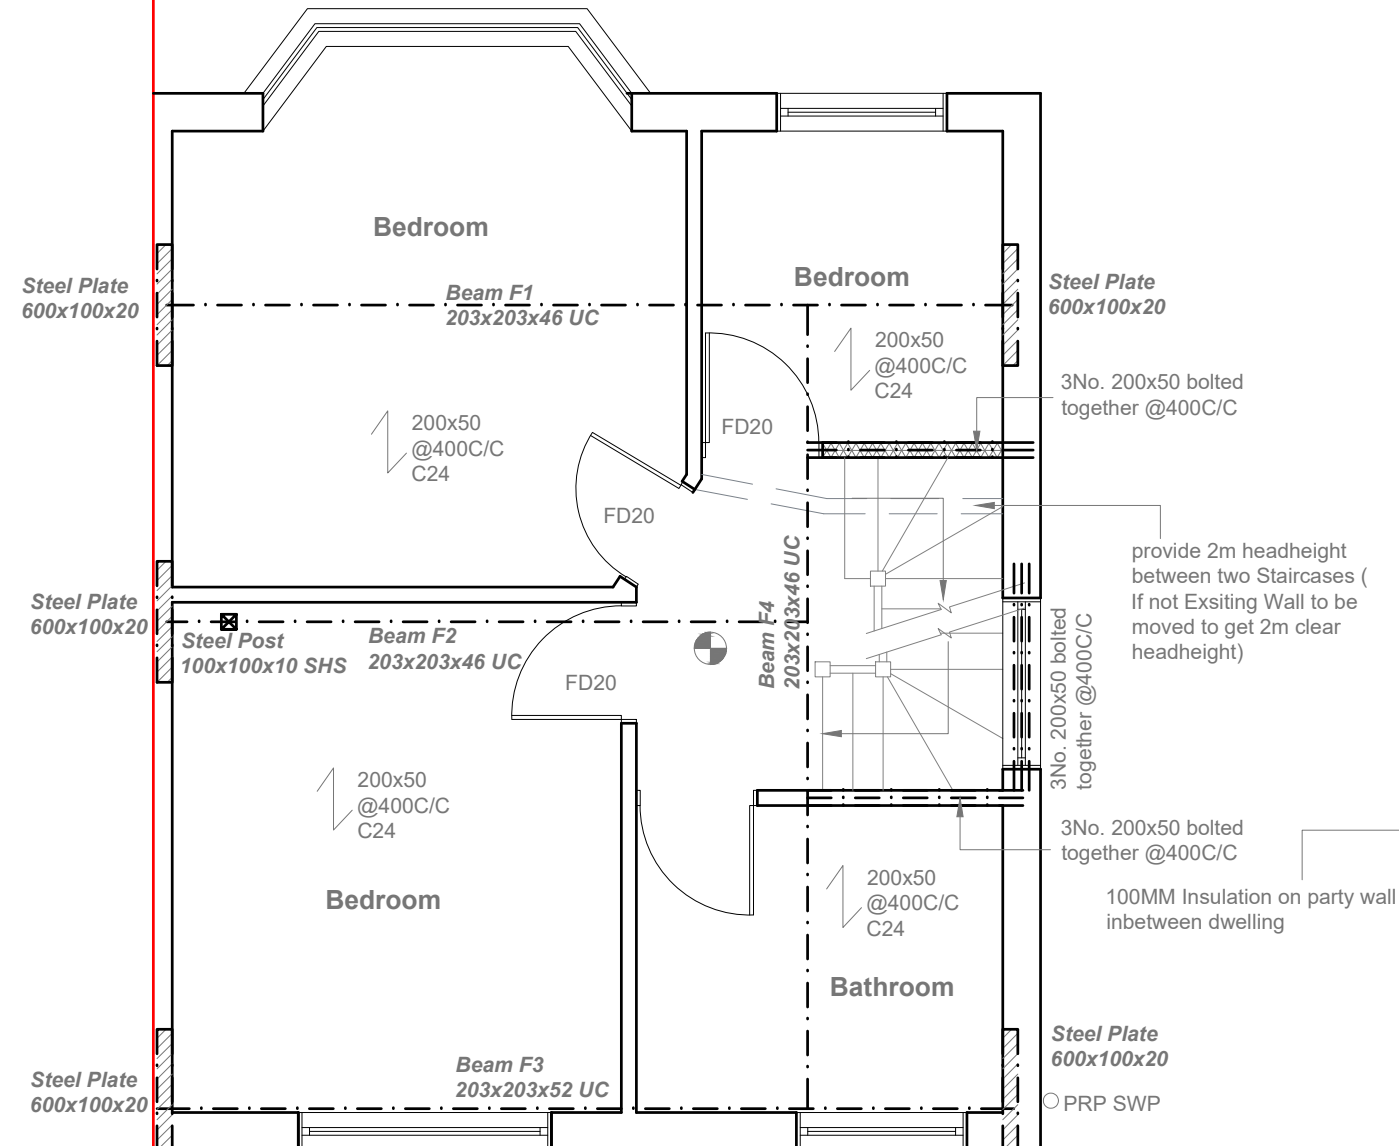 Bedroom
Bedroom
Steel Plate
600x100x20
Beam F1
203x203x46 UC
Steel Plate
600x100x20
200x50
@400C/C
C24
3No. 200x50 bolted
together @400C/C
200x50
@400C/C
C24
FD20
FD20
provide 2m headheight
between two Staircases (
If not Exsiting Wall to be
moved to get 2m clear
headheight)
Steel Plate
600x100x20
Steel Post
100x100x10 SHS
Beam F2
203x203x46 UC
Beam F4
203x203x46 UC
3No. 200x50 bolted
together @400C/C
FD20
200x50
@400C/C
C24
3No. 200x50 bolted
together @400C/C
Bedroom
200x50
@400C/C
C24
100MM Insulation on party wall
inbetween dwelling
Bathroom
Steel Plate
600x100x20
Beam F3
203x203x52 UC
Steel Plate
600x100x20
PRP SWP